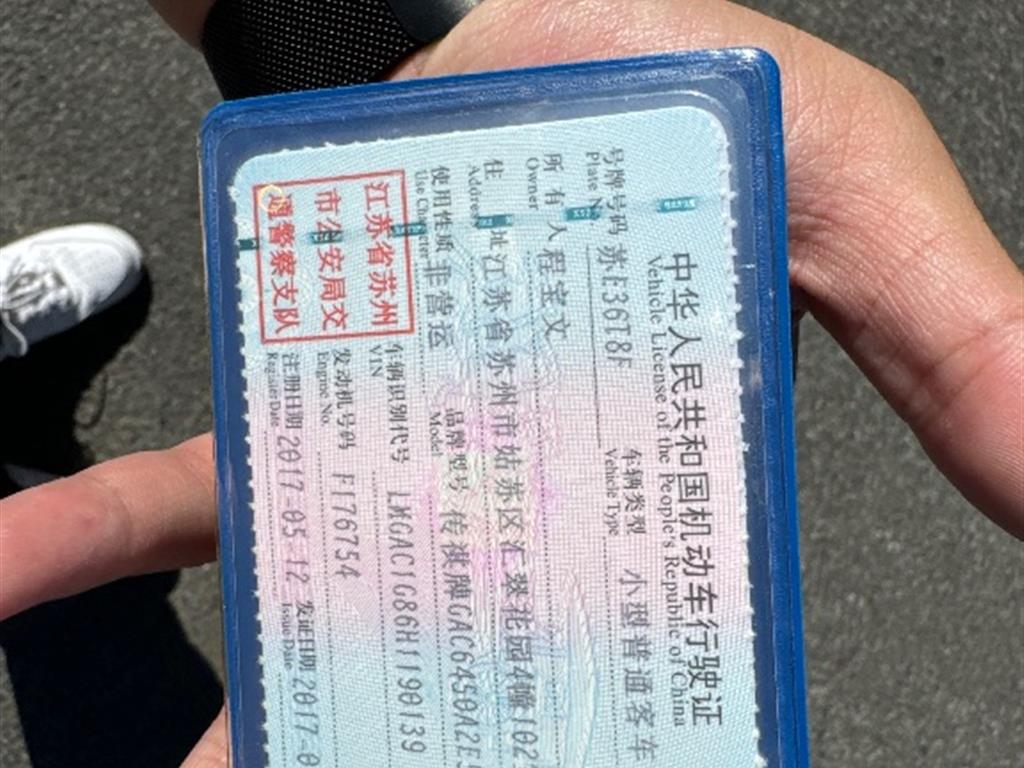 中华人民共和国机动车行驶证
Vehicle License of the People's Republic of China
号牌号码 苏E36T8F 车辆类型 小型普通客车
Plate Vehicle Type
所有人 程宝文
Owner
住址 江苏省苏州市姑苏区汇翠花园4幢102
Address
使用性质 非营运 品牌型号 传祺牌GAC6450A2E5
Use Character Model
江苏省苏州
市公安局交
通警察支队
车辆识别代号 LMGAC1G86H1190139
VIN
发动机号码 F176754
Engine No.
注册日期 2017-05-12 发证日期 2017-0
Register Date Issue Date